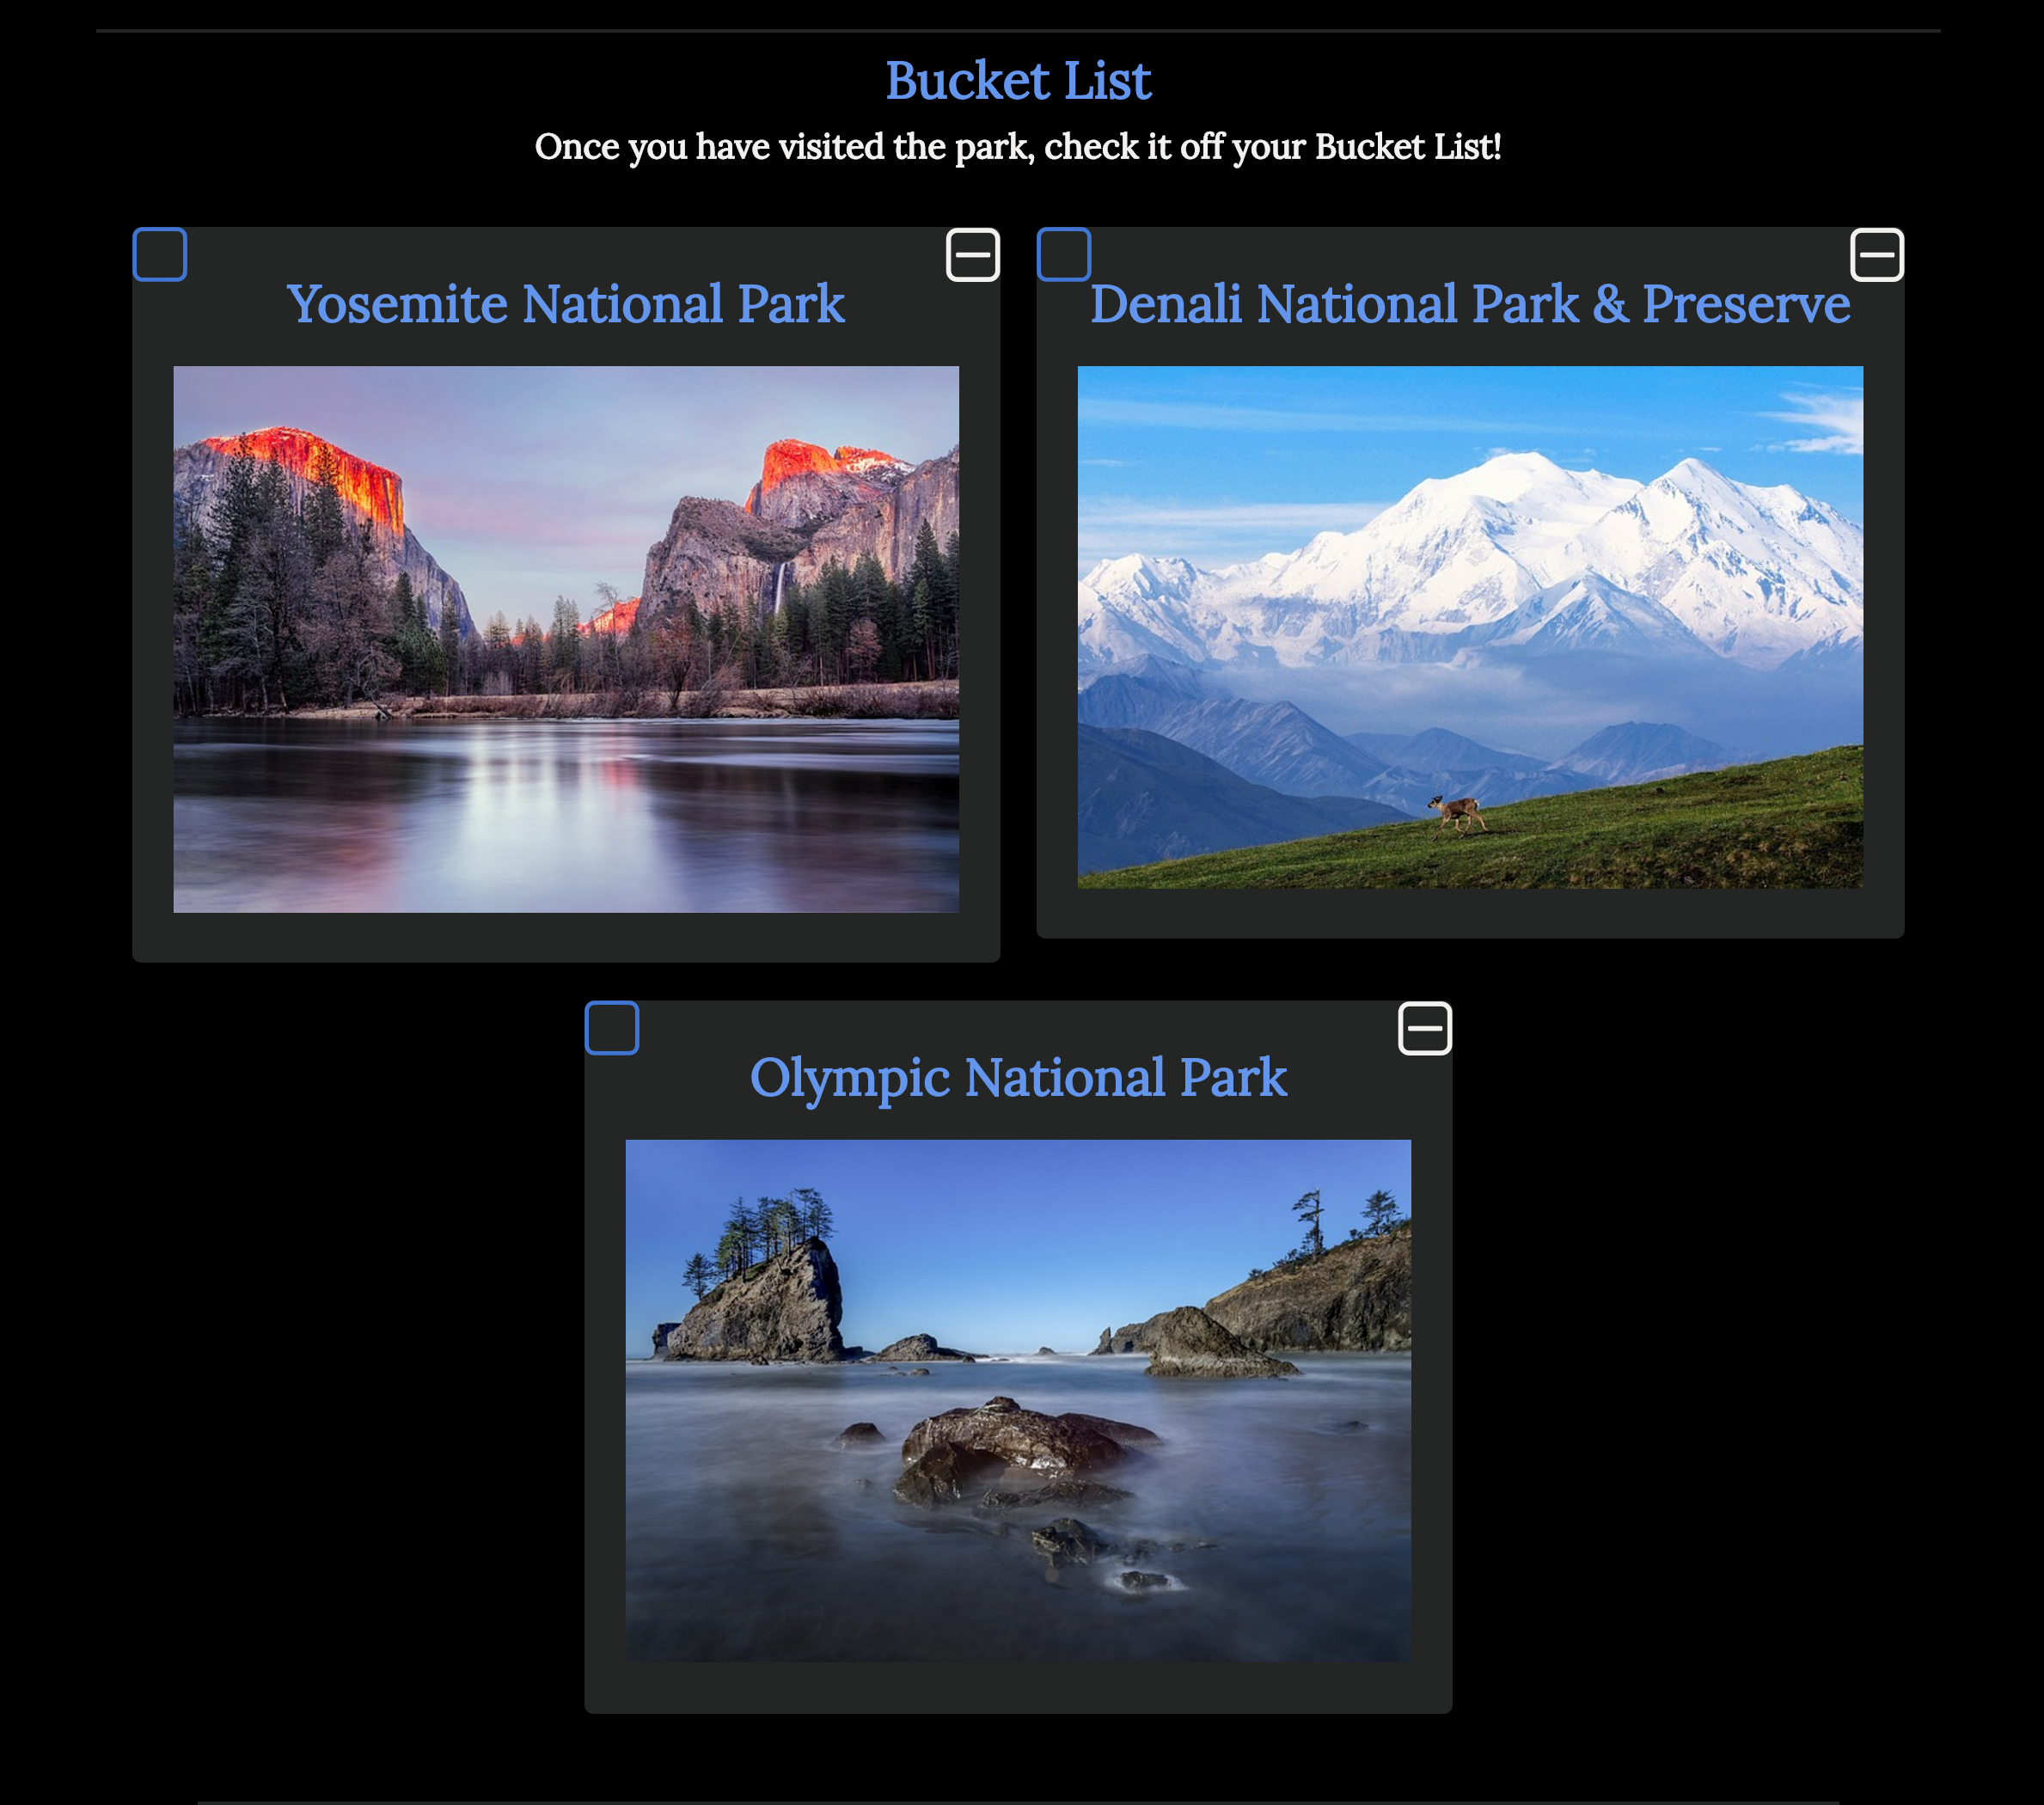 Bucket List
Once you have visited the park, check it off your Bucket List!
Yosemite National Park
Denali National Park & Preserve
Olympic National Park